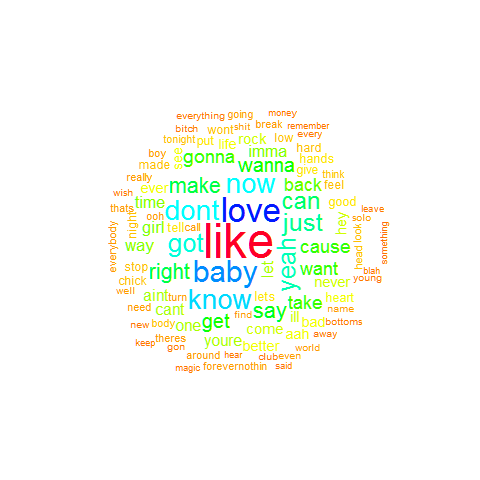 money
everything going
bitch shit break remember
tonight wont rock low every
put life hard
boy see gonna imma hands
made wanna give think
really make now back feel
wish ever
thats time dont love can good leave
ooh girl tell call just hey solo
night
everybody way got like yeah cause head look something
stop right baby let want blah
chick never young
well aint turn know lets heart
need cant say take name
new body one get find ill bad bottoms
keep theres youre come aah away
gon better
around hear club even world
magic forever nothin said